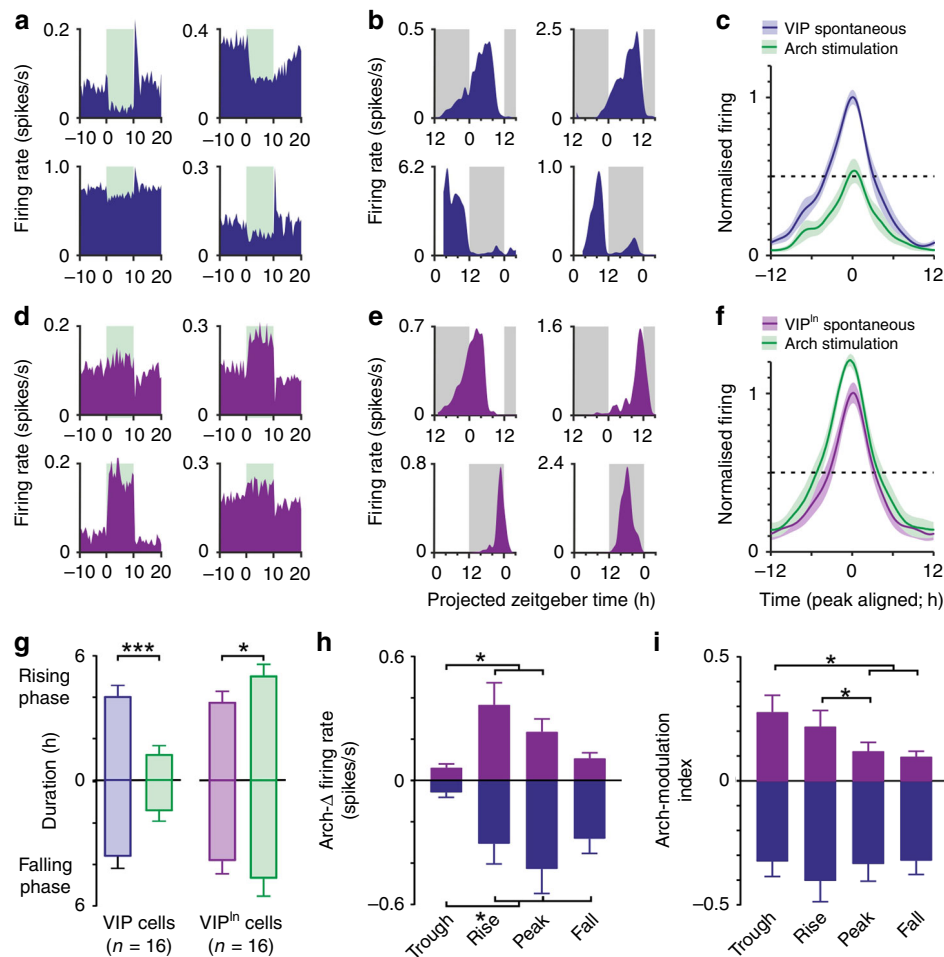 a
Firing rate (spikes/s)
0.2
0
–10 0 10 20
0.4
0
–10 0 10 20
1.0
0
–10 0 10 20
0.3
0
–10 0 10 20
b
Firing rate (spikes/s)
0.5
0
12 0 12
2.5
0
12 0 12
6.2
0
0 12 0
1.0
0
0 12 0
c
VIP spontaneous
Arch stimulation
Normalised firing
1
0
–12 0 12
d
Firing rate (spikes/s)
0.2
0
–10 0 10 20
0.3
0
–10 0 10 20
0.2
0
–10 0 10 20
0.3
0
–10 0 10 20
e
Firing rate (spikes/s)
0.7
0
12 0 12
1.6
0
12 0 12
0.8
0
0 12 0
2.4
0
0 12 0
Projected zeitgeber time (h)
f
VIPIn spontaneous
Arch stimulation
Normalised firing
1
0
–12 0 12
Time (peak aligned; h)
g
Duration (h)
6
Rising phase
0
Falling phase
6
***
*
VIP cells (n = 16)
VIPIn cells (n = 16)
h
Arch-Δ firing rate (spikes/s)
0.6
0
–0.6
*
*
Trough Rise Peak Fall
i
Arch-modulation index
0.5
0
–0.5
*
*
Trough Rise Peak Fall